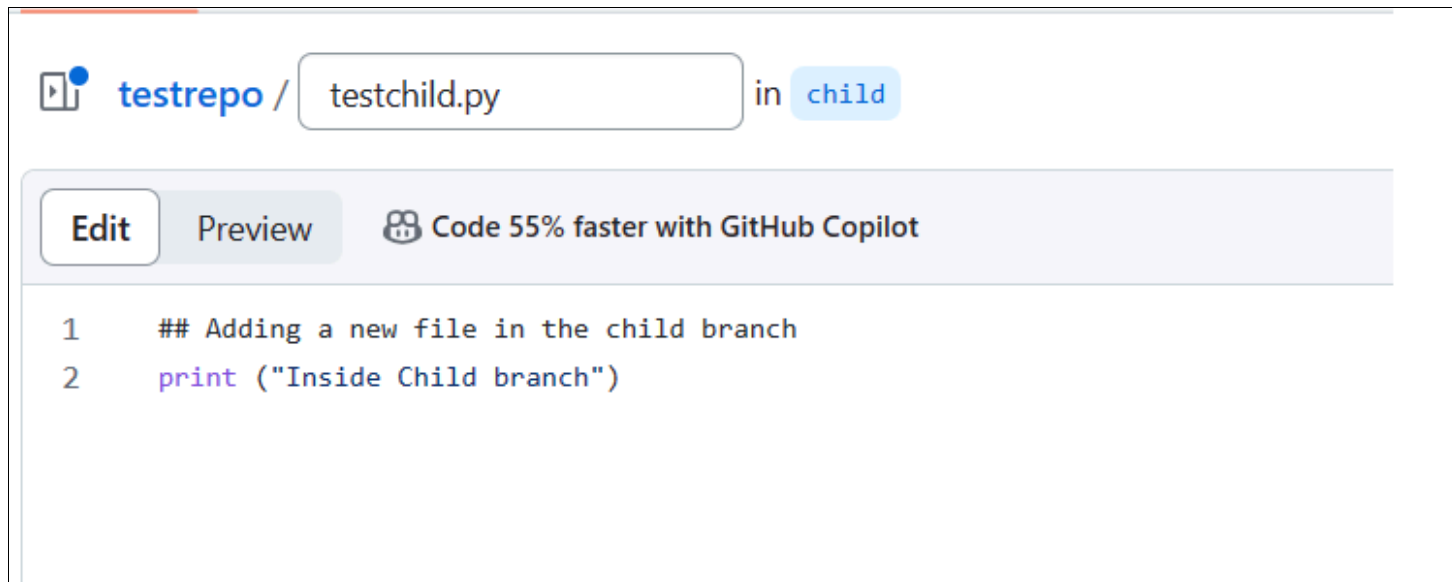 testrepo / testchild.py in child
Edit Preview Code 55% faster with GitHub Copilot
1 ## Adding a new file in the child branch
2 print ("Inside Child branch")